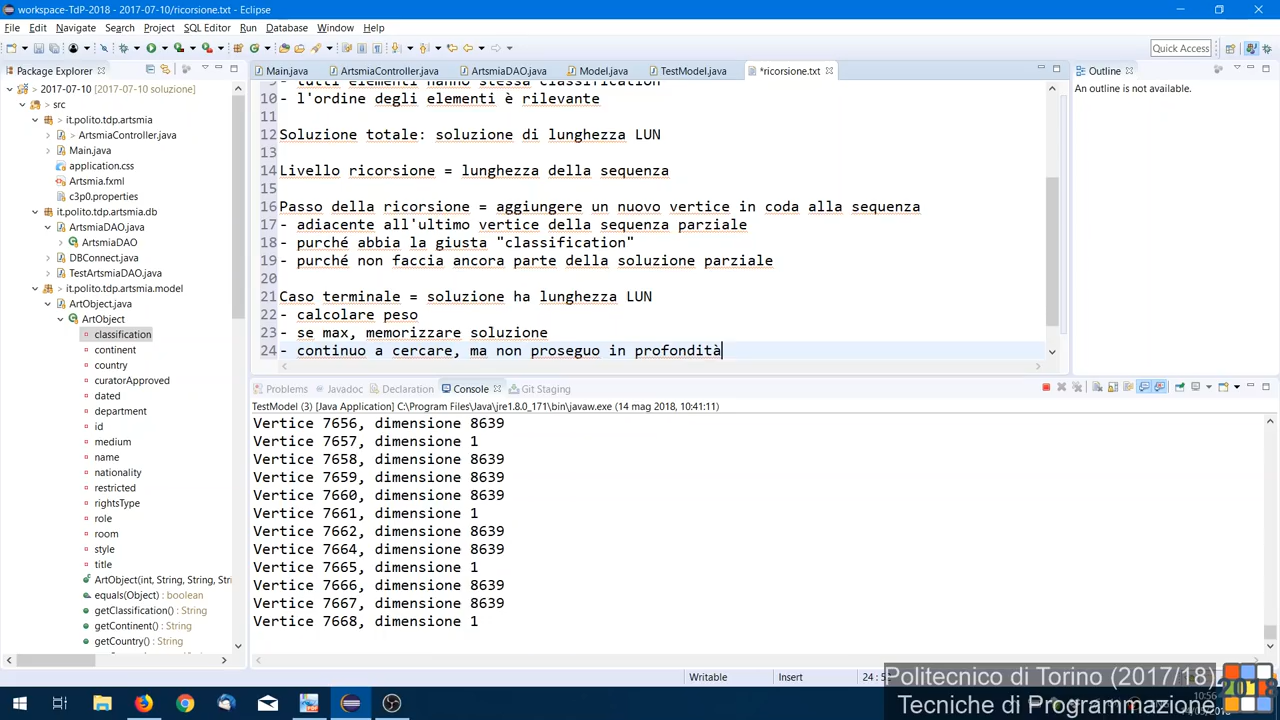 workspace-TdP-2018 - 2017-07-10/ricorsione.txt - Eclipse
File Edit Navigate Search Project SQL Editor Run Database Window Help
Quick Access
Package Explorer
2017-07-10 [2017-07-10 soluzione]
src
it.polito.tdp.artsmia
> ArtsmiaController.java
Main.java
application.css
Artsmia.fxml
c3p0.properties
it.polito.tdp.artsmia.db
ArtsmiaDAO.java
ArtsmiaDAO
DBConnect.java
TestArtsmiaDAO.java
it.polito.tdp.artsmia.model
ArtObject.java
ArtObject
classification
continent
country
curatorApproved
dated
department
id
medium
name
nationality
restricted
rightsType
role
room
style
title
ArtObject(int, String, String, Stri
equals(Object) : boolean
getClassification() : String
getContinent() : String
getCountry() : String
Main.java ArtsmiaController.java ArtsmiaDAO.java Model.java TestModel.java *ricorsione.txt
9 - tutti elementi hanno stessa classification
10 - l'ordine degli elementi è rilevante
11
12 Soluzione totale: soluzione di lunghezza LUN
13
14 Livello ricorsione = lunghezza della sequenza
15
16 Passo della ricorsione = aggiungere un nuovo vertice in coda alla sequenza
17 - adiacente all'ultimo vertice della sequenza parziale
18 - purché abbia la giusta "classification"
19 - purché non faccia ancora parte della soluzione parziale
20
21 Caso terminale = soluzione ha lunghezza LUN
22 - calcolare peso
23 - se max, memorizzare soluzione
24 - continuo a cercare, ma non proseguo in profondità
Outline
An outline is not available.
Problems Javadoc Declaration Console Git Staging
TestModel (3) [Java Application] C:\Program Files\Java\jre1.8.0_171\bin\javaw.exe (14 mag 2018, 10:41:11)
Vertice 7656, dimensione 8639
Vertice 7657, dimensione 1
Vertice 7658, dimensione 8639
Vertice 7659, dimensione 8639
Vertice 7660, dimensione 8639
Vertice 7661, dimensione 1
Vertice 7662, dimensione 8639
Vertice 7664, dimensione 8639
Vertice 7665, dimensione 1
Vertice 7666, dimensione 8639
Vertice 7667, dimensione 8639
Vertice 7668, dimensione 1
Writable Insert
Politecnico di Torino (2017/18)
Tecniche di Programmazione
2018
10:56